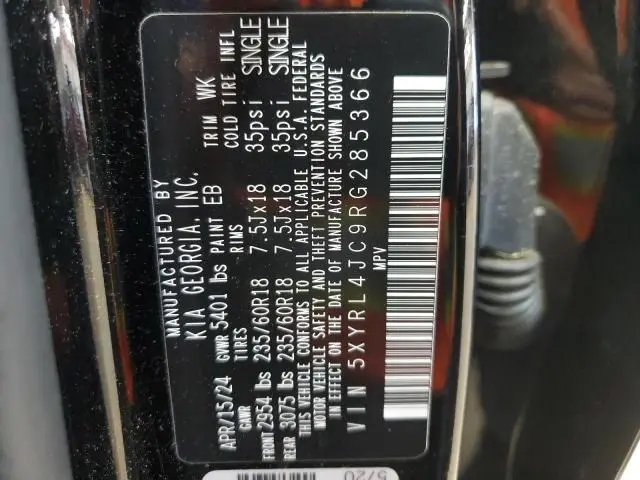 MANUFACTURED BY
KIA GEORGIA, INC.
APR/15/24 GVWR 5401 lbs PAINT EB TRIM WK
GAWR TIRES RIMS COLD TIRE INFL
FRONT 2954 lbs 235/60R18 7.5Jx18 35psi SINGLE
REAR 3075 lbs 235/60R18 7.5Jx18 35psi SINGLE
THIS VEHICLE CONFORMS TO ALL APPLICABLE U.S.A. FEDERAL
MOTOR VEHICLE SAFETY AND THEFT PREVENTION STANDARDS
IN EFFECT ON THE DATE OF MANUFACTURE SHOWN ABOVE
VIN 5XYRL4JC9RG285366
MPV
5720